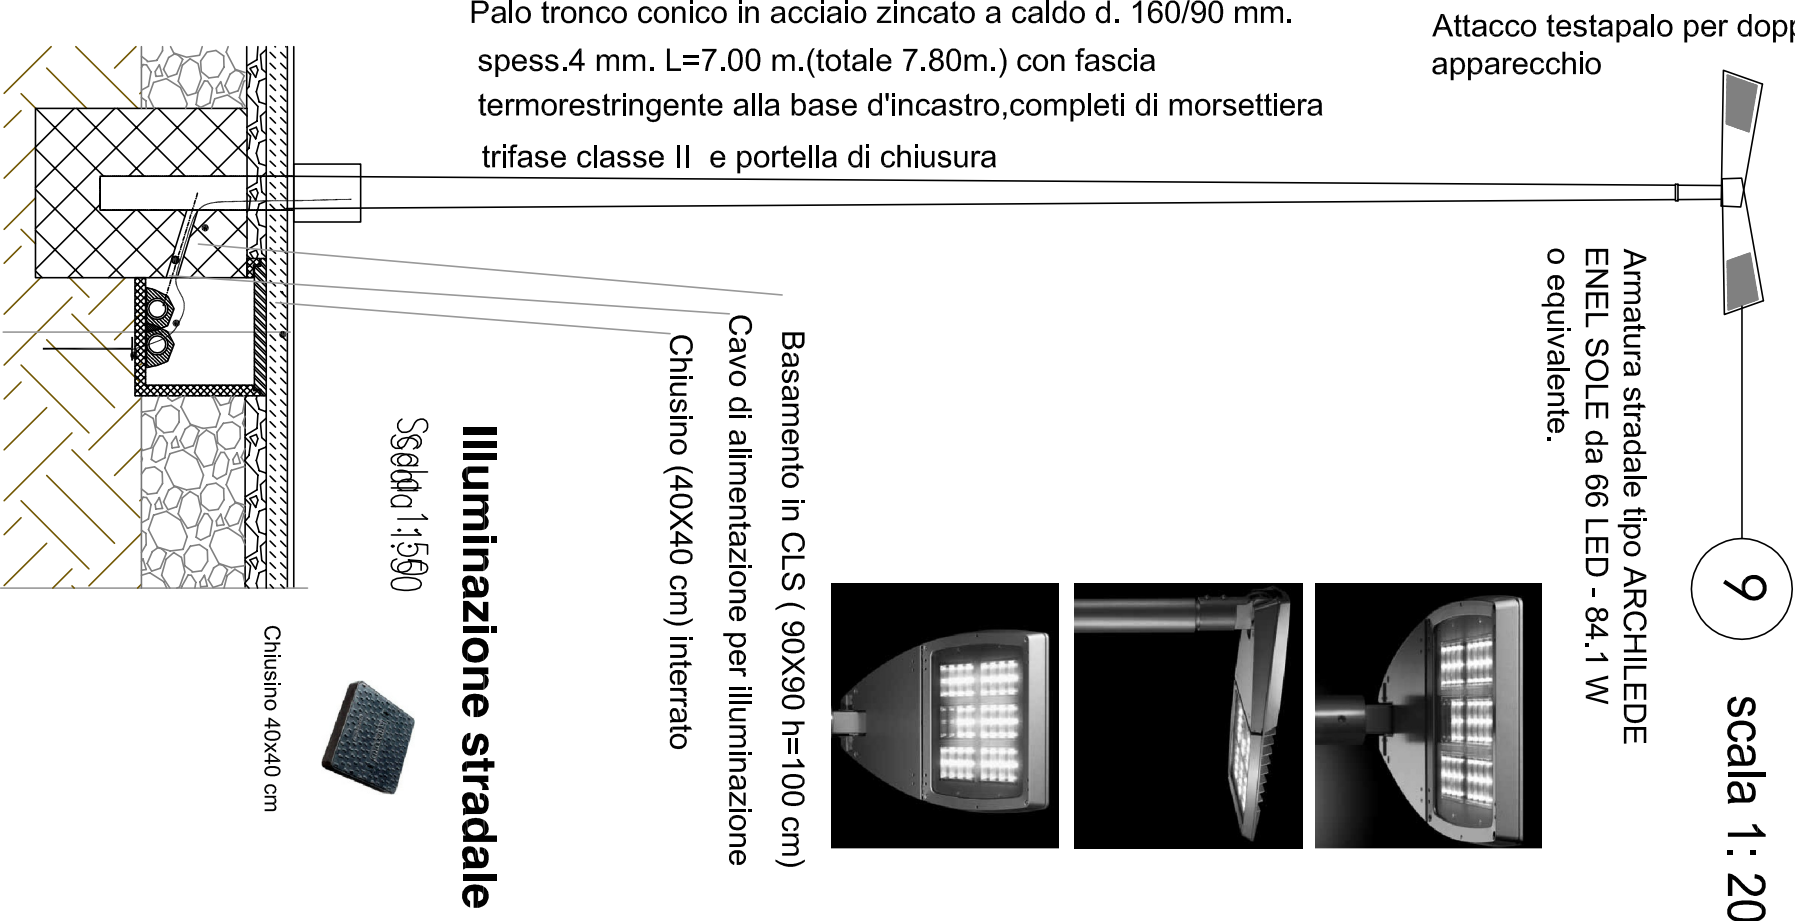 Palo tronco conico in acciaio zincato a caldo d. 160/90 mm.
spess.4 mm. L=7.00 m.(totale 7.80m.) con fascia
termorestringente alla base d'incastro,completi di morsettiera
trifase classe II e portella di chiusura
Attacco testapalo per dopp
apparecchio
Armatura stradale tipo ARCHILEDE
ENEL SOLE da 66 LED - 84.1 W
o equivalente.
9
scala 1: 20
Basamento in CLS ( 90X90 h=100 cm)
Cavo di alimentazione per illuminazione
Chiusino (40X40 cm) interrato
Illuminazione stradale
Chiusino 40x40 cm